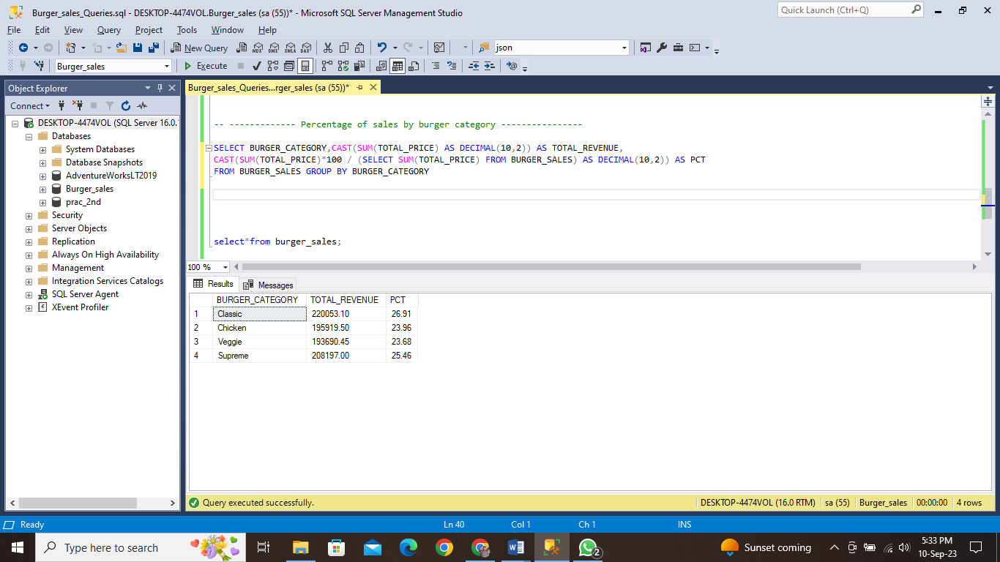 Burger_sales_Queries.sql - DESKTOP-4474VOL.Burger_sales (sa (55))* - Microsoft SQL Server Management Studio
Quick Launch (Ctrl+Q)
File Edit View Query Project Tools Window Help
New Query MDX DMX XMLA DAX json
Burger_sales Execute
Object Explorer
Burger_sales_Queries...rger_sales (sa (55))*
Connect
DESKTOP-4474VOL (SQL Server 16.0.
Databases
System Databases
Database Snapshots
AdventureWorksLT2019
Burger_sales
prac_2nd
Security
Server Objects
Replication
Always On High Availability
Management
Integration Services Catalogs
SQL Server Agent
XEvent Profiler
-- ------------- Percentage of sales by burger category ----------------
SELECT BURGER_CATEGORY,CAST(SUM(TOTAL_PRICE) AS DECIMAL(10,2)) AS TOTAL_REVENUE,
CAST(SUM(TOTAL_PRICE)*100 / (SELECT SUM(TOTAL_PRICE) FROM BURGER_SALES) AS DECIMAL(10,2)) AS PCT
FROM BURGER_SALES GROUP BY BURGER_CATEGORY
select*from burger_sales;
100 %
Results Messages
BURGER_CATEGORY TOTAL_REVENUE PCT
1 Classic 220053.10 26.91
2 Chicken 195919.50 23.96
3 Veggie 193690.45 23.68
4 Supreme 208197.00 25.46
Query executed successfully. DESKTOP-4474VOL (16.0 RTM) sa (55) Burger_sales 00:00:00 4 rows
Ready Ln 40 Col 1 Ch 1 INS
Type here to search
2
Sunset coming
5:33 PM
10-Sep-23